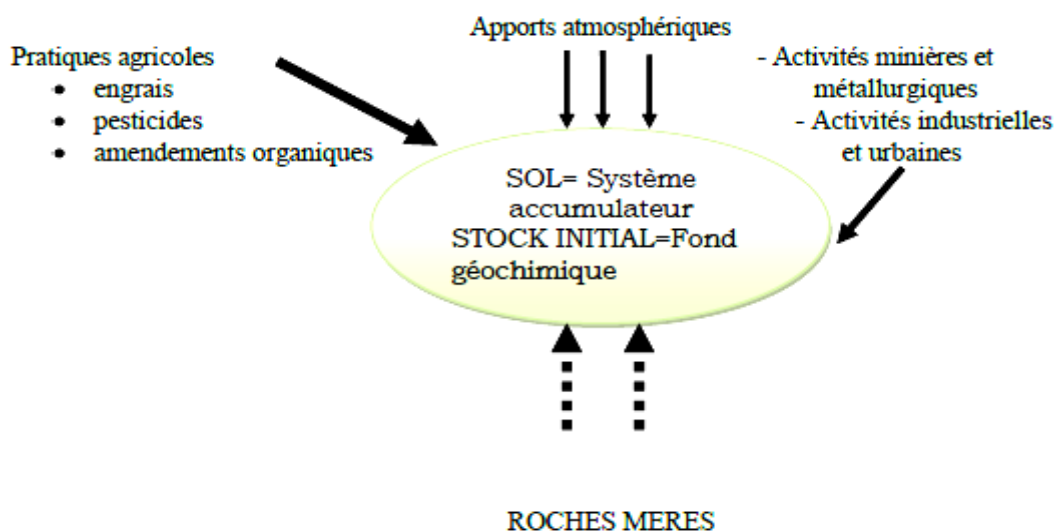 Apports atmosphériques
Pratiques agricoles
• engrais
• pesticides
• amendements organiques
- Activités minières et
métallurgiques
- Activités industrielles
et urbaines
SOL= Système
accumulateur
STOCK INITIAL=Fond
géochimique
ROCHES MERES